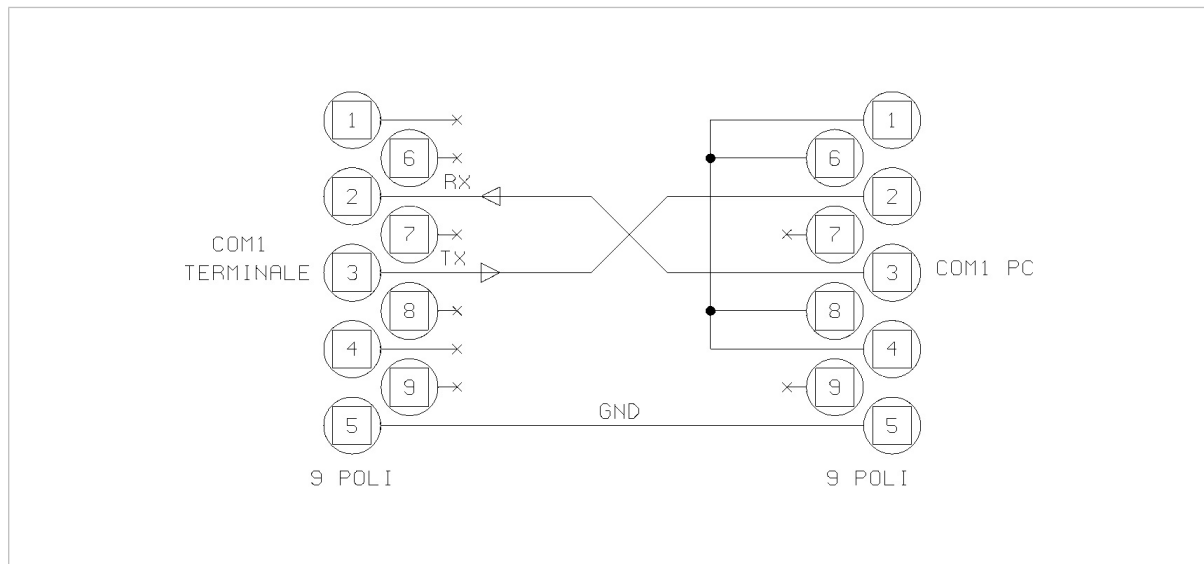 1 1
6 6
RX
2 2
7 7
COM1
TERMINALE
TX
3 3
COM1 PC
8 8
4 4
9 9
GND
5 5
9 POLI 9 POLI